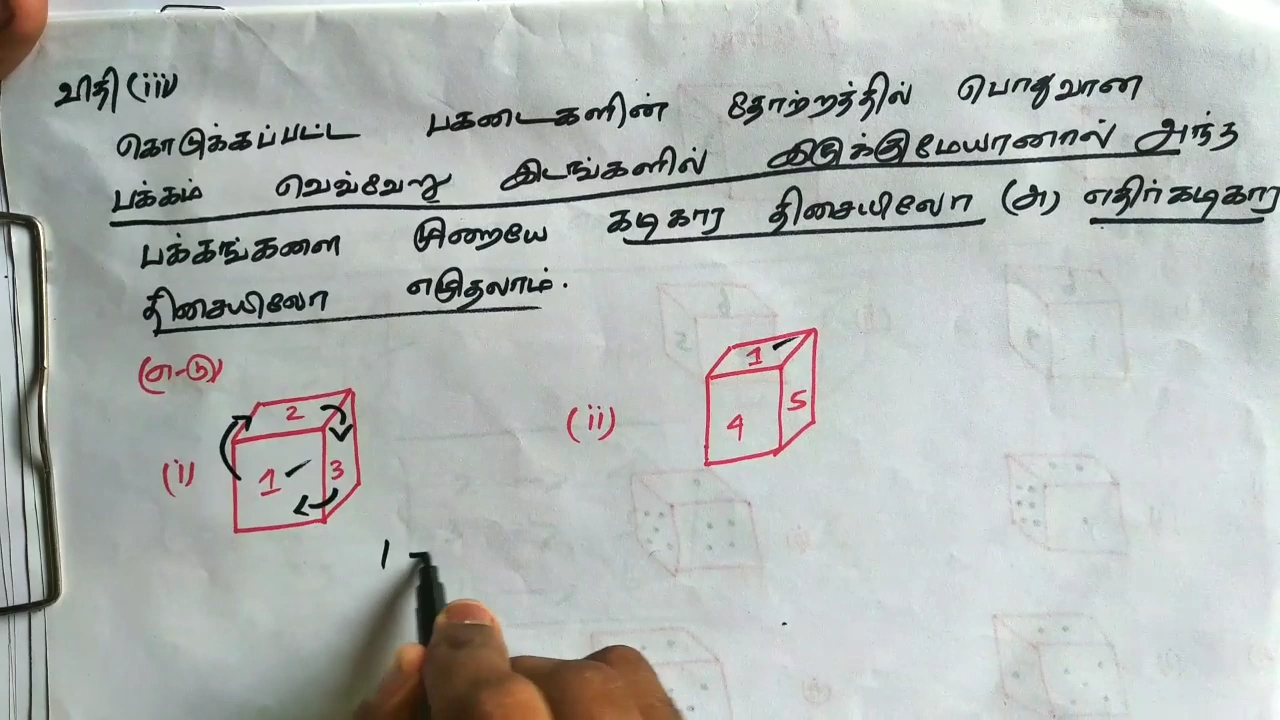 விதி (iii)
கொடுக்கப்பட்ட பகடைகளின் தோற்றத்தில் பொதுவான
பக்கம் வெவ்வேறு இடங்களில் இருக்குமேயானால் அந்த
பக்கங்களை முறையே கடிகார திசையிலோ (அ) எதிர்கடிகார
திசையிலோ எழுதலாம்.
(எ-டு)
(i)
2
1
3
(ii)
1
4
5
1 -